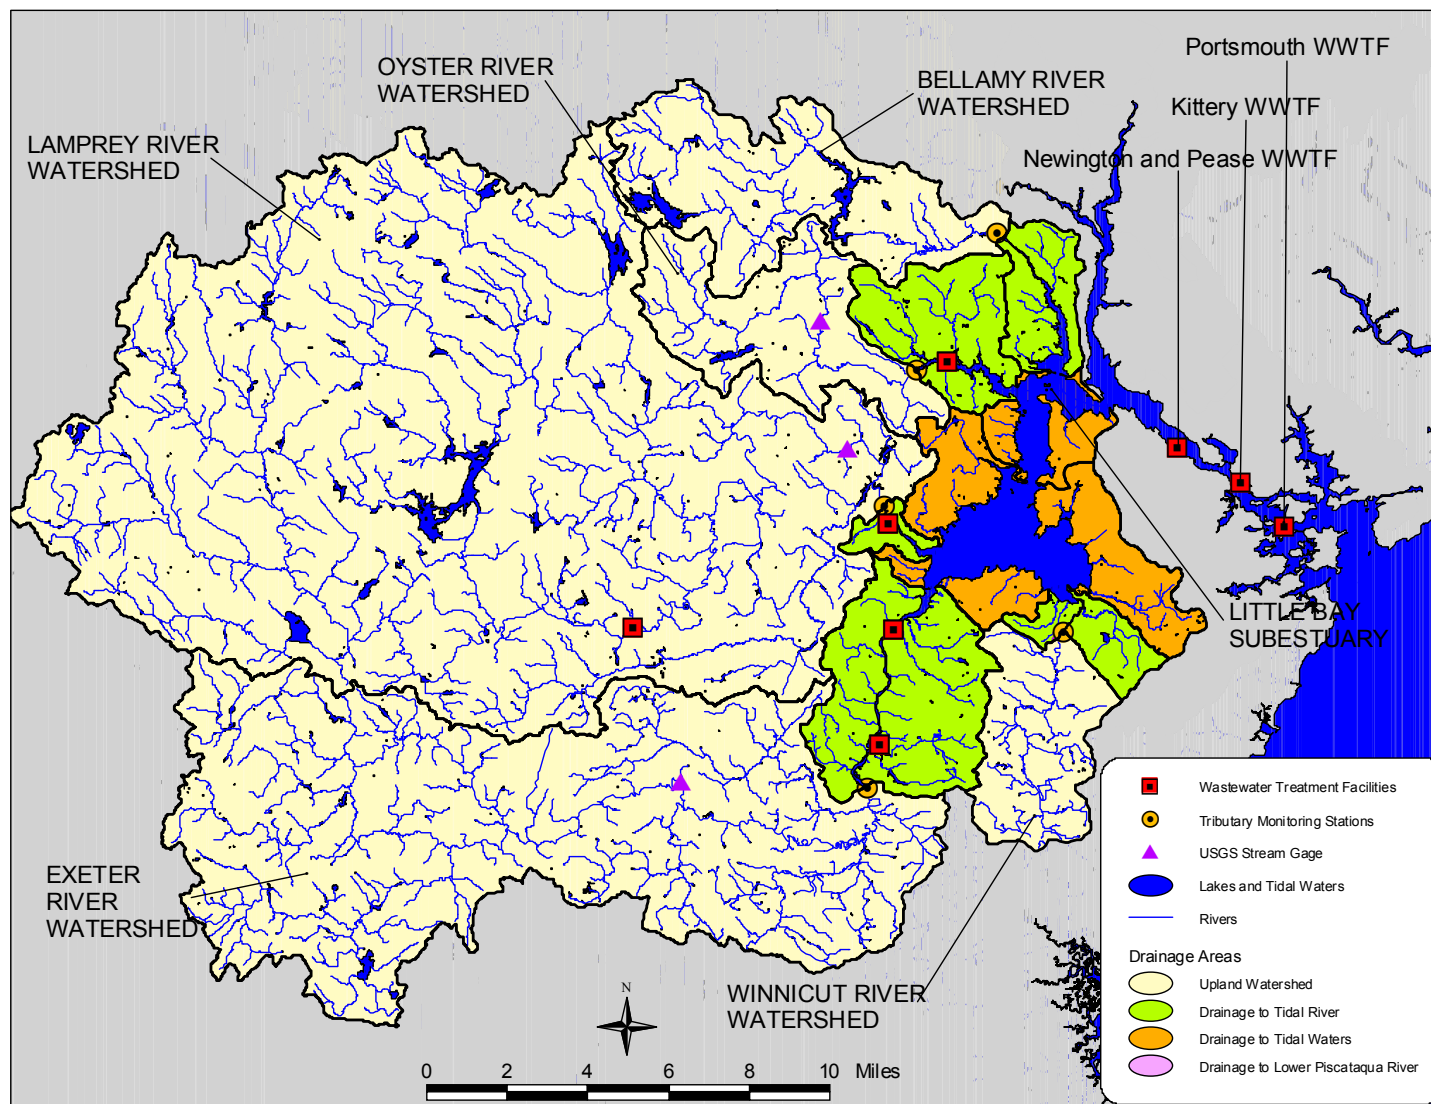 Portsmouth WWTF
OYSTER RIVER
WATERSHED
BELLAMY RIVER
WATERSHED
Kittery WWTF
LAMPREY RIVER
WATERSHED
Newington and Pease WWTF
LITTLE BAY
SUBESTUARY
EXETER
RIVER
WATERSHED
WINNICUT RIVER
WATERSHED
N
0 2 4 6 8 10 Miles
Wastewater Treatment Facilities
Tributary Monitoring Stations
USGS Stream Gage
Lakes and Tidal Waters
Rivers
Drainage Areas
Upland Watershed
Drainage to Tidal River
Drainage to Tidal Waters
Drainage to Lower Piscataqua River